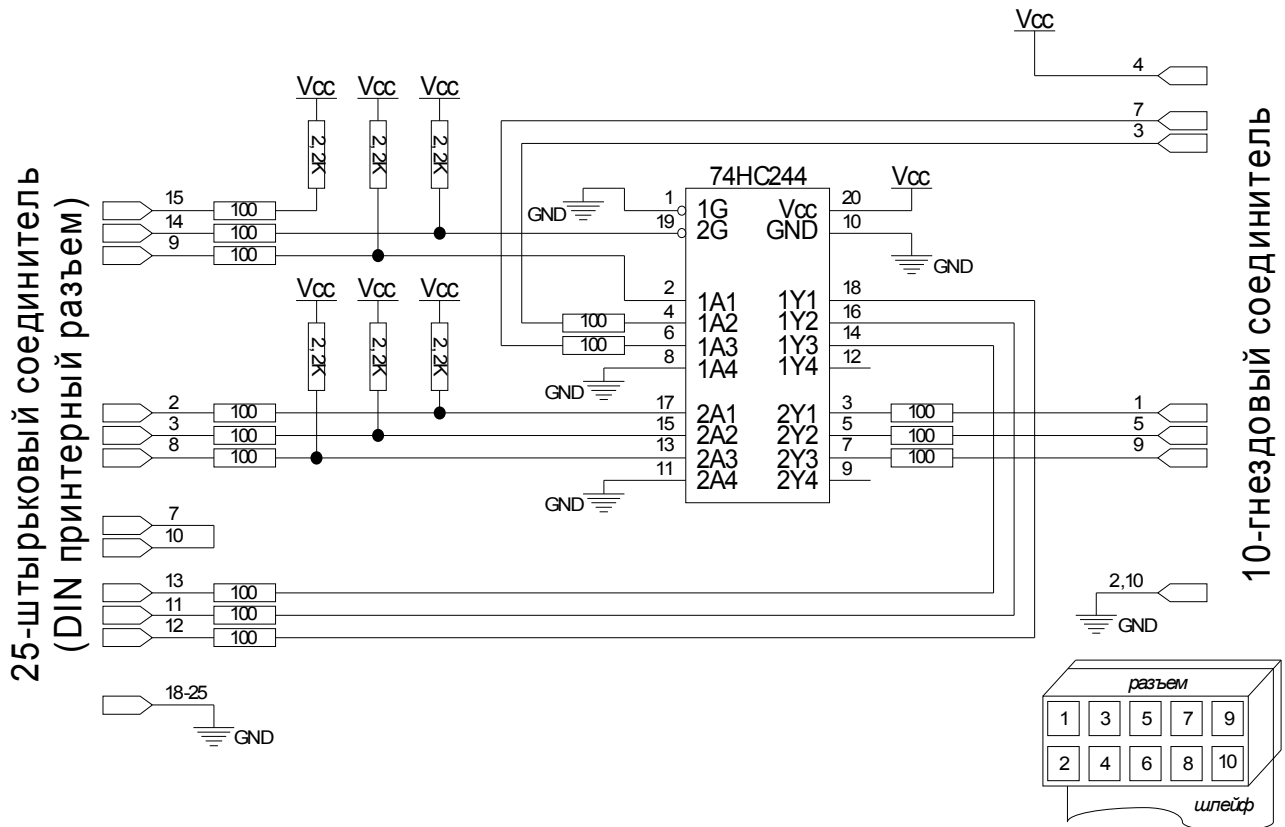 Vcc
4
7
3
Vcc Vcc Vcc
2,2K 2,2K 2,2K
25-штырьковый соединитель
(DIN принтерный разъем)
10-гнездовый соединитель
15 100
14 100
9 100
74HC244
Vcc
GND
1 1G Vcc 20
19 2G GND 10
GND
2 1A1 1Y1 18
100 4 1A2 1Y2 16
100 6 1A3 1Y3 14
8 1A4 1Y4 12
GND
Vcc Vcc Vcc
2,2K 2,2K 2,2K
2 100 17 2A1 2Y1 3 100 1
3 100 15 2A2 2Y2 5 100 5
8 100 13 2A3 2Y3 7 100 9
11 2A4 2Y4 9
GND
7
10
13 100
11 100
12 100
2,10
GND
18-25
GND
разъем
1 3 5 7 9
2 4 6 8 10
шлейф